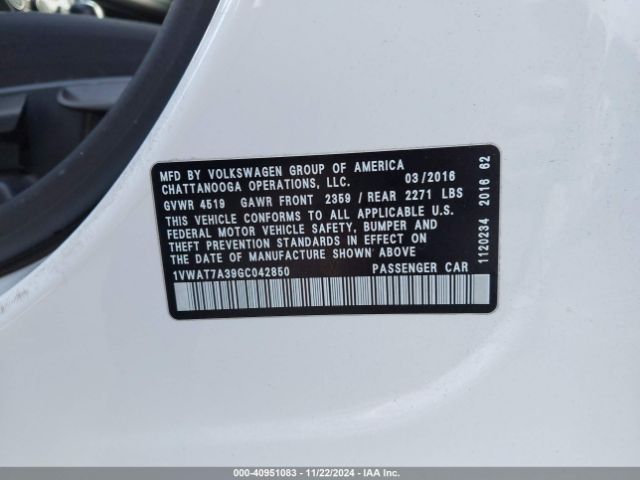 MFD BY VOLKSWAGEN GROUP OF AMERICA
CHATTANOOGA OPERATIONS, LLC. 03/2016
GVWR 4519 GAWR FRONT 2359 / REAR 2271 LBS
THIS VEHICLE CONFORMS TO ALL APPLICABLE U.S.
FEDERAL MOTOR VEHICLE SAFETY, BUMPER AND
THEFT PREVENTION STANDARDS IN EFFECT ON THE
DATE OF MANUFACTURE SHOWN ABOVE
1VWAT7A39GC042850 PASSENGER CAR
1120234 2016 62
000-40951083 - 11/22/2024 - IAAI.COM